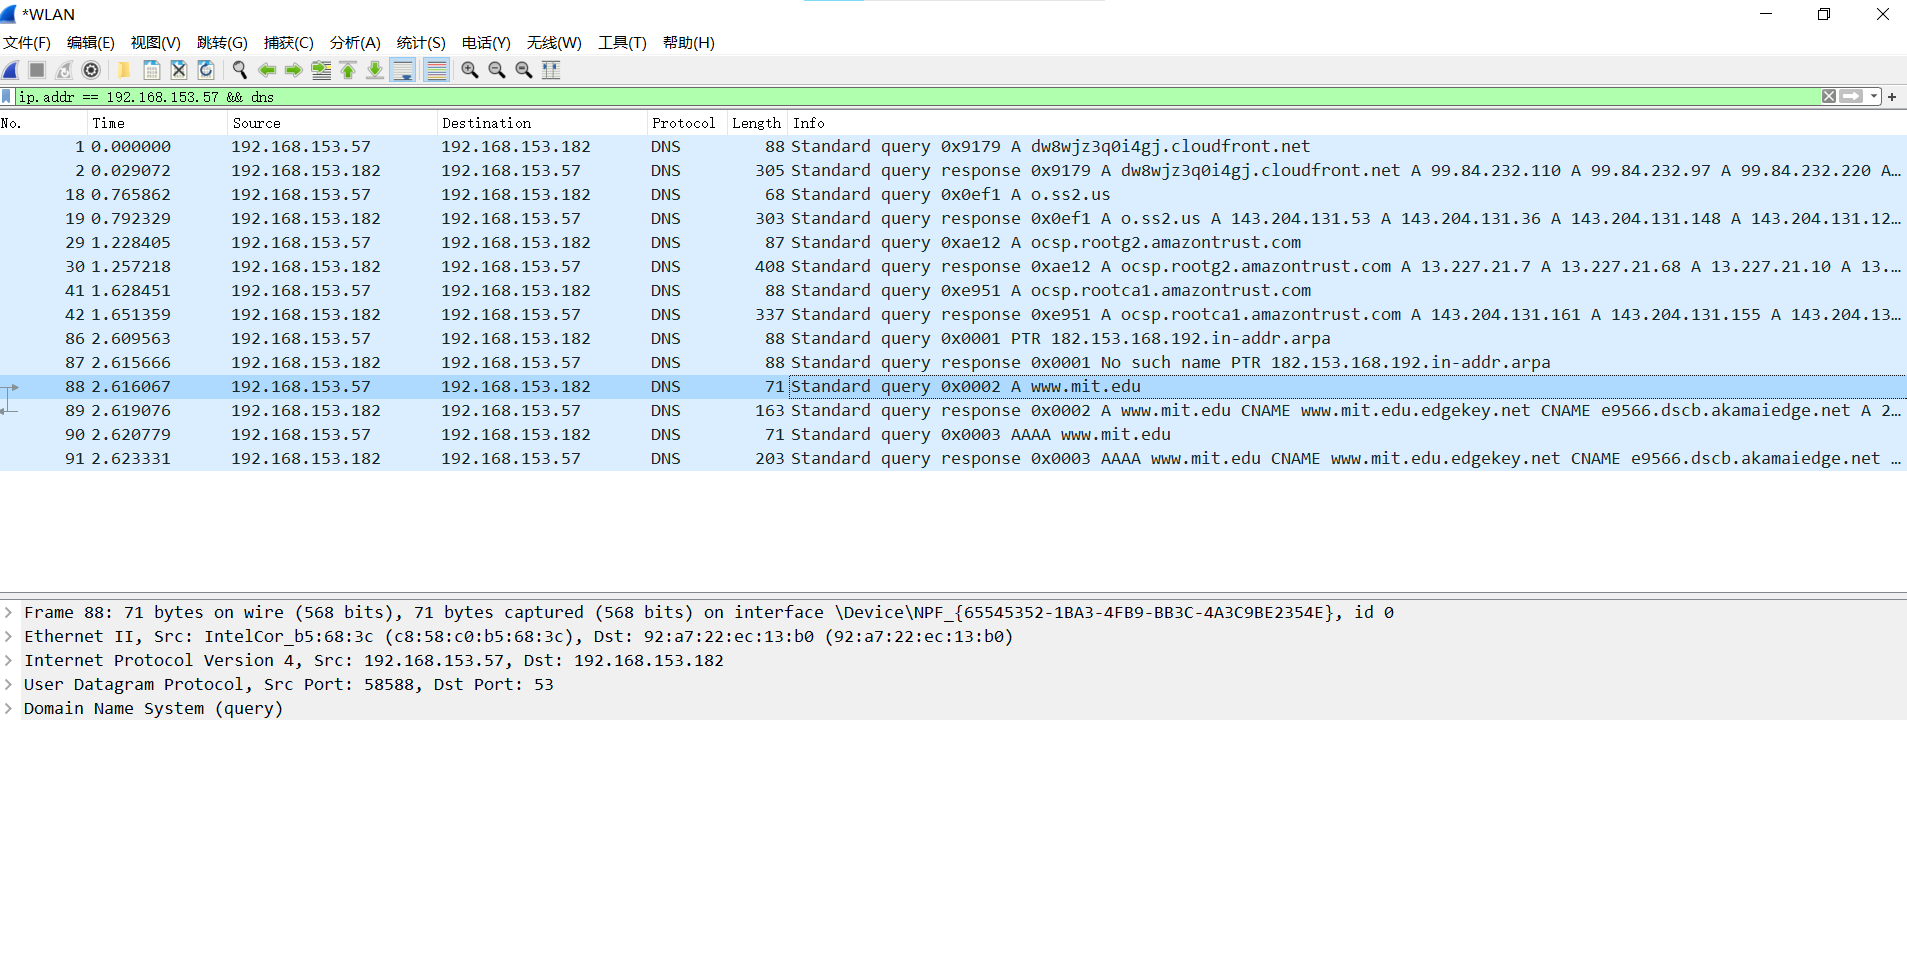 *WLAN
文件(F) 编辑(E) 视图(V) 跳转(G) 捕获(C) 分析(A) 统计(S) 电话(Y) 无线(W) 工具(T) 帮助(H)
ip.addr == 192.168.153.57 && dns
No. Time Source Destination Protocol Length Info
1 0.000000 192.168.153.57 192.168.153.182 DNS 88 Standard query 0x9179 A dw8wjz3q0i4gj.cloudfront.net
2 0.029072 192.168.153.182 192.168.153.57 DNS 305 Standard query response 0x9179 A dw8wjz3q0i4gj.cloudfront.net A 99.84.232.110 A 99.84.232.97 A 99.84.232.220 A…
18 0.765862 192.168.153.57 192.168.153.182 DNS 68 Standard query 0x0ef1 A o.ss2.us
19 0.792329 192.168.153.182 192.168.153.57 DNS 303 Standard query response 0x0ef1 A o.ss2.us A 143.204.131.53 A 143.204.131.36 A 143.204.131.148 A 143.204.131.12…
29 1.228405 192.168.153.57 192.168.153.182 DNS 87 Standard query 0xae12 A ocsp.rootg2.amazontrust.com
30 1.257218 192.168.153.182 192.168.153.57 DNS 408 Standard query response 0xae12 A ocsp.rootg2.amazontrust.com A 13.227.21.7 A 13.227.21.68 A 13.227.21.10 A 13.…
41 1.628451 192.168.153.57 192.168.153.182 DNS 88 Standard query 0xe951 A ocsp.rootca1.amazontrust.com
42 1.651359 192.168.153.182 192.168.153.57 DNS 337 Standard query response 0xe951 A ocsp.rootca1.amazontrust.com A 143.204.131.161 A 143.204.131.155 A 143.204.13…
86 2.609563 192.168.153.57 192.168.153.182 DNS 88 Standard query 0x0001 PTR 182.153.168.192.in-addr.arpa
87 2.615666 192.168.153.182 192.168.153.57 DNS 88 Standard query response 0x0001 No such name PTR 182.153.168.192.in-addr.arpa
88 2.616067 192.168.153.57 192.168.153.182 DNS 71 Standard query 0x0002 A www.mit.edu
89 2.619076 192.168.153.182 192.168.153.57 DNS 163 Standard query response 0x0002 A www.mit.edu CNAME www.mit.edu.edgekey.net CNAME e9566.dscb.akamaiedge.net A 2…
90 2.620779 192.168.153.57 192.168.153.182 DNS 71 Standard query 0x0003 AAAA www.mit.edu
91 2.623331 192.168.153.182 192.168.153.57 DNS 203 Standard query response 0x0003 AAAA www.mit.edu CNAME www.mit.edu.edgekey.net CNAME e9566.dscb.akamaiedge.net …
Frame 88: 71 bytes on wire (568 bits), 71 bytes captured (568 bits) on interface \Device\NPF_{65545352-1BA3-4FB9-BB3C-4A3C9BE2354E}, id 0
Ethernet II, Src: IntelCor_b5:68:3c (c8:58:c0:b5:68:3c), Dst: 92:a7:22:ec:13:b0 (92:a7:22:ec:13:b0)
Internet Protocol Version 4, Src: 192.168.153.57, Dst: 192.168.153.182
User Datagram Protocol, Src Port: 58588, Dst Port: 53
Domain Name System (query)